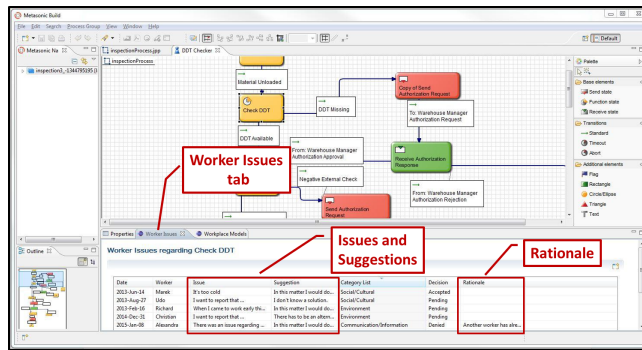 Metasonic Build
File Edit Search Process Group View Window Help
Default
Metasonic Na
inspectionProcess.jpp
DDT Checker
inspectionProcess
inspection3_-1344795195 [I
Material Unloaded
Check DDT
DDT Missing
Copy of Send
Authorization Request
To: Warehouse Manager
Authorization Request
DDT Available
From: Warehouse Manager
Authorization Approval
Receive Authorization
Response
Negative External Check
Send Authorization
Request
From: Warehouse Manager
Authorization Rejection
Palette
Base elements
Send state
Function state
Receive state
Transitions
Standard
Timeout
Abort
Additional elements
Flag
Rectangle
Circle/Elipse
Triangle
Text
Worker Issues
tab
Issues and
Suggestions
Rationale
Outline
Properties Worker Issues Workplace Models
Worker Issues regarding Check DDT
Date Worker Issue Suggestion Category List Decision Rationale
2013-Jun-14 Marek It's too cold In this matter I would do... Social/Cultural Accepted
2013-Aug-27 Udo I want to report that ... I don't know a solution. Social/Cultural Pending
2013-Feb-16 Richard When I came to work early thi... In this matter I would do... Environment Pending
2014-Dec-31 Christian I want to report ... There has to be an altern... Environment Pending
2015-Jan-08 Alexandra There was an issue regarding ... In this matter I would do... Communication/Information Denied Another worker has alre...